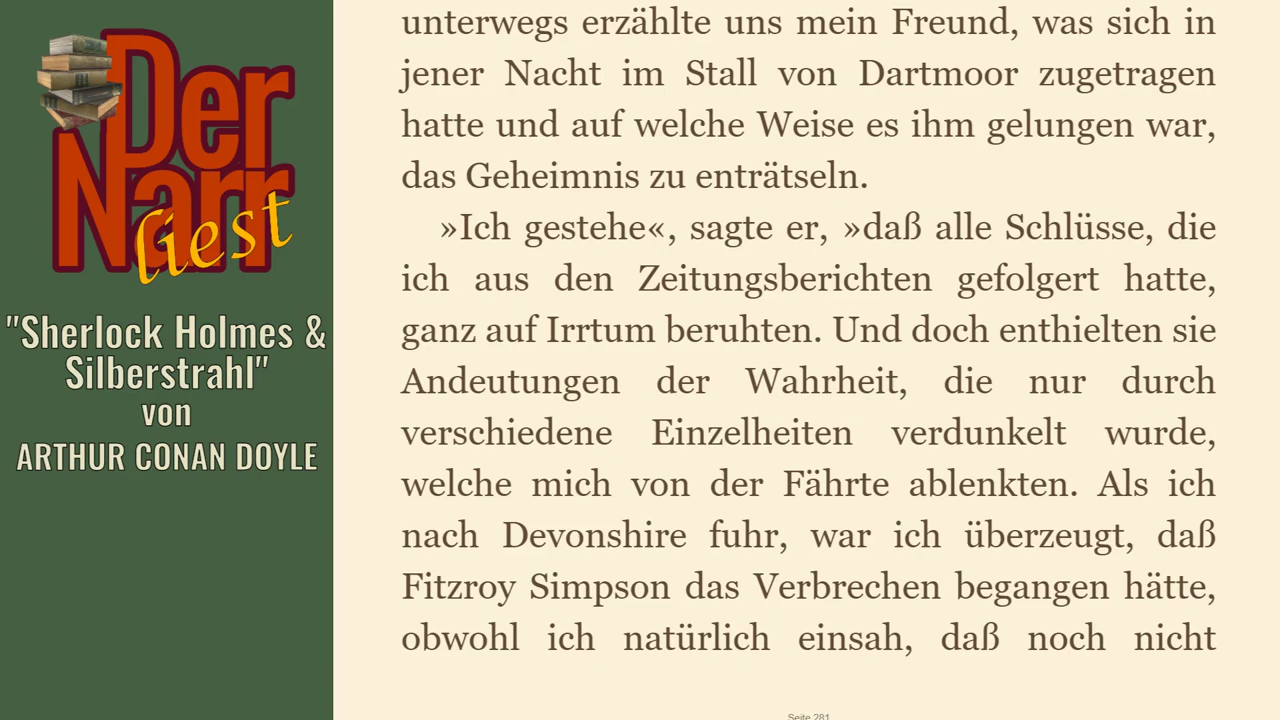 Der
Narr
liest
"Sherlock Holmes &
Silberstrahl"
von
ARTHUR CONAN DOYLE
unterwegs erzählte uns mein Freund, was sich in
jener Nacht im Stall von Dartmoor zugetragen
hatte und auf welche Weise es ihm gelungen war,
das Geheimnis zu enträtseln.
»Ich gestehe«, sagte er, »daß alle Schlüsse, die
ich aus den Zeitungsberichten gefolgert hatte,
ganz auf Irrtum beruhten. Und doch enthielten sie
Andeutungen der Wahrheit, die nur durch
verschiedene Einzelheiten verdunkelt wurde,
welche mich von der Fährte ablenkten. Als ich
nach Devonshire fuhr, war ich überzeugt, daß
Fitzroy Simpson das Verbrechen begangen hätte,
obwohl ich natürlich einsah, daß noch nicht
Seite 281